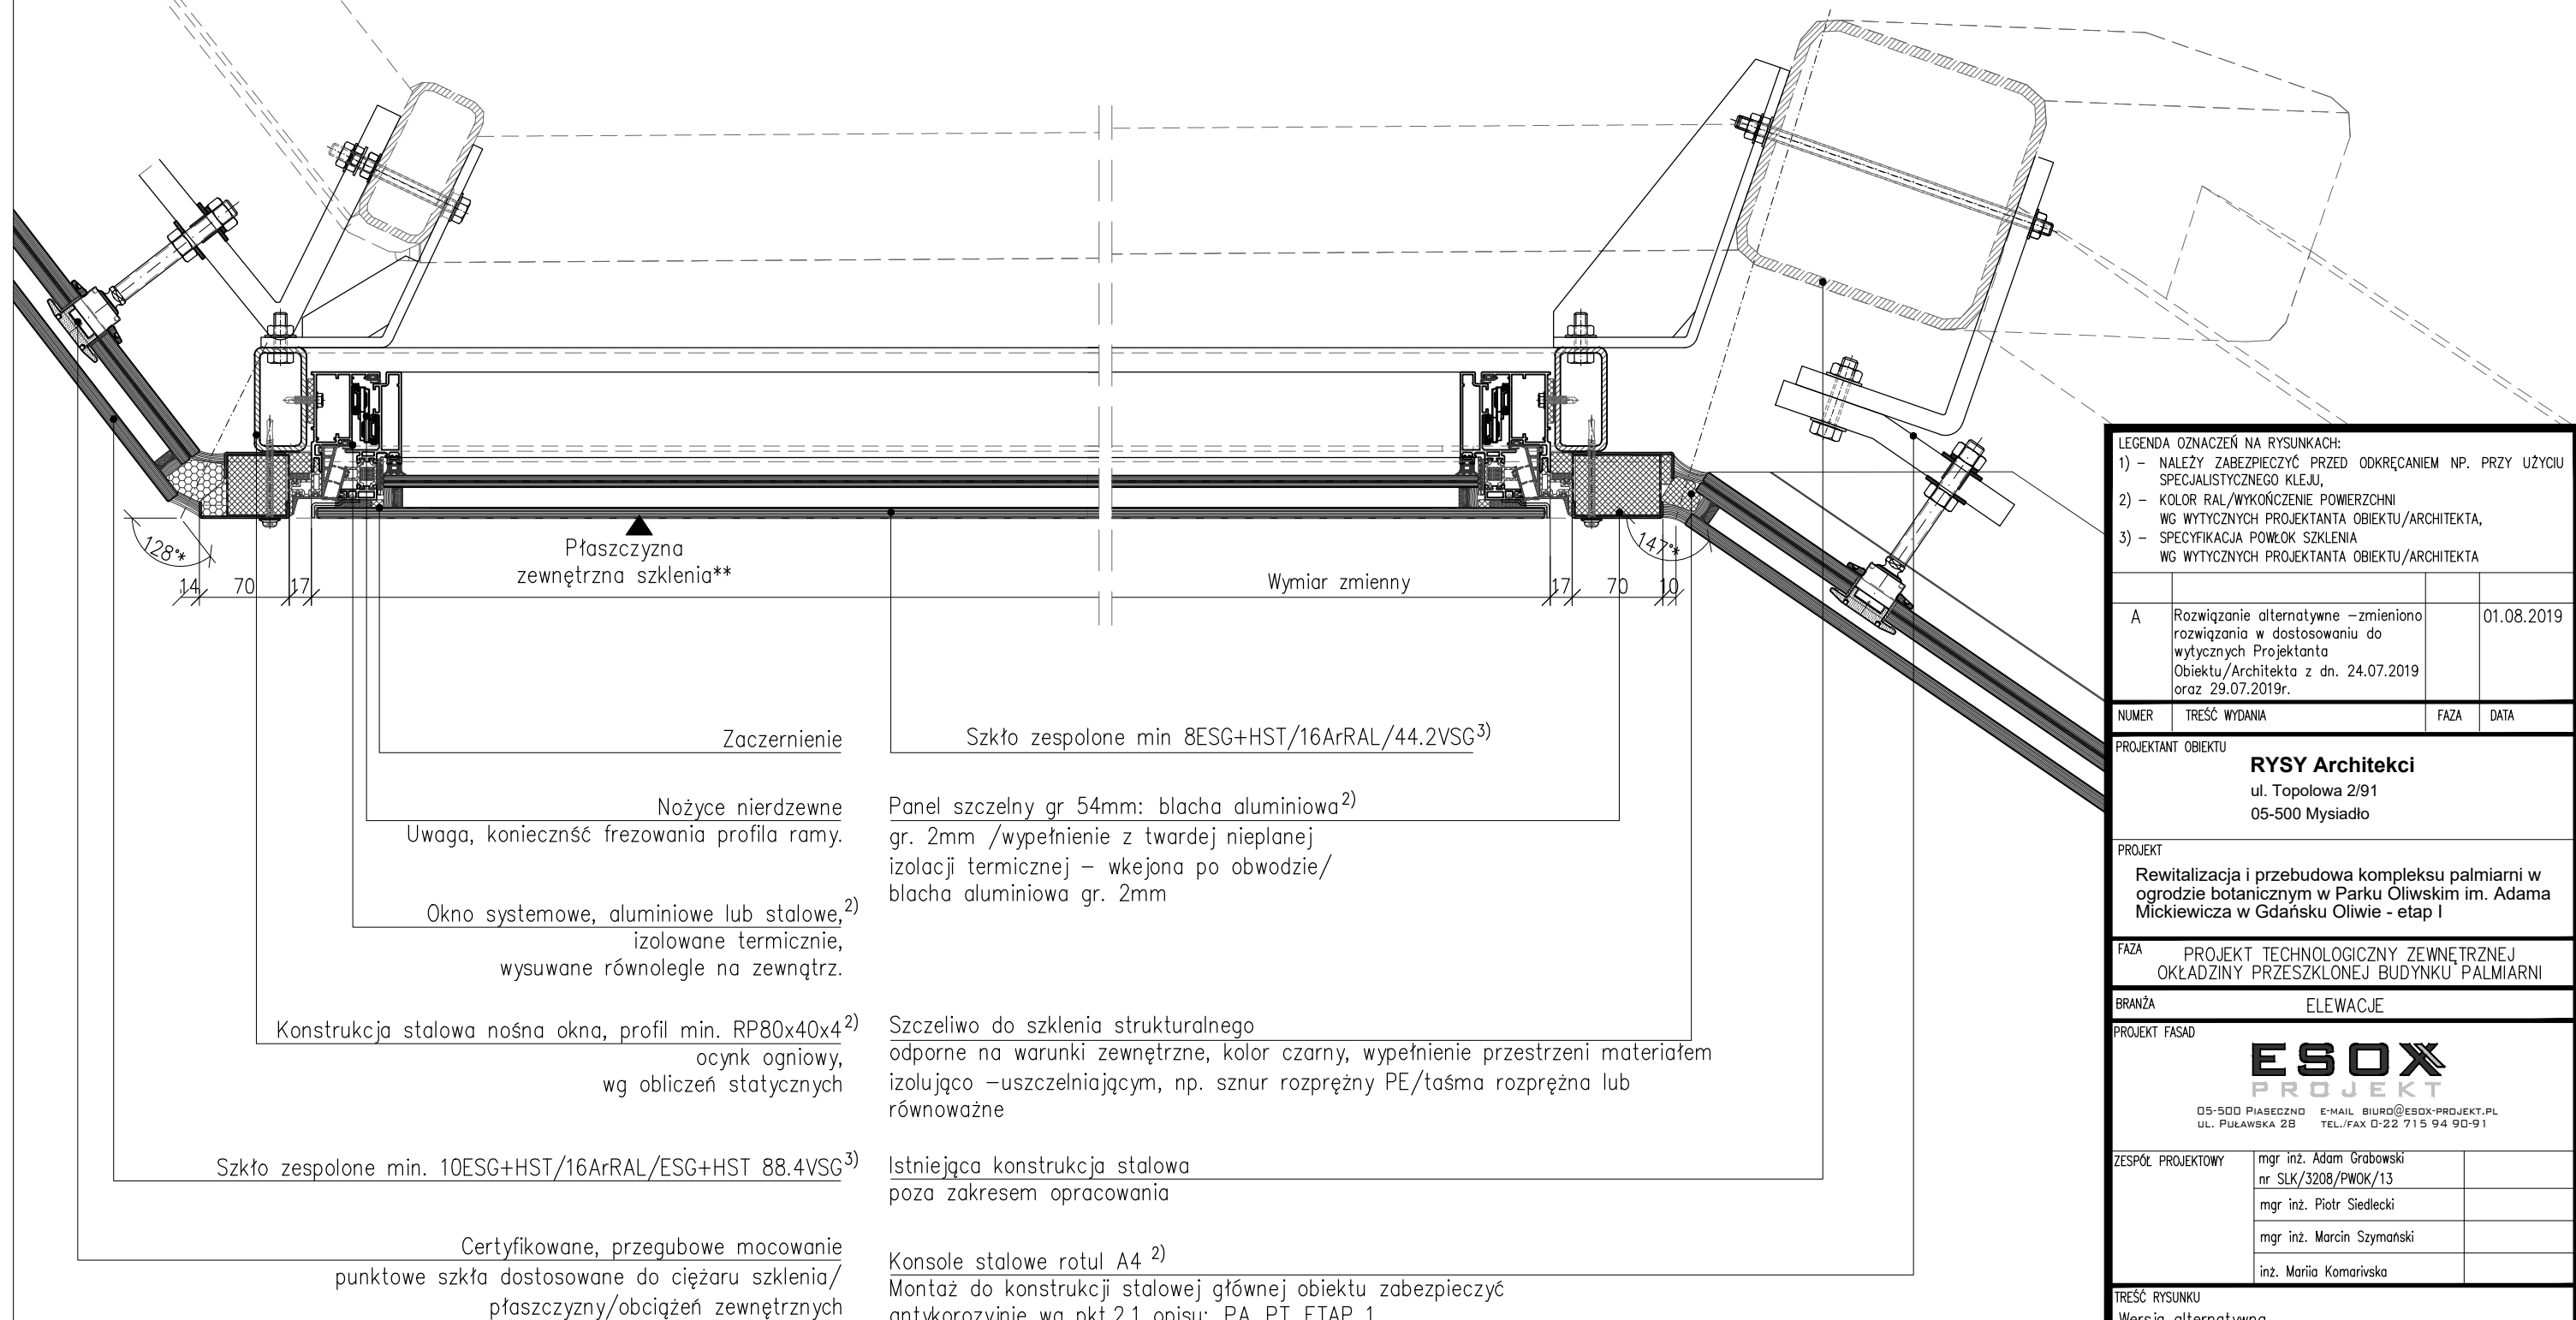 128°*
14
70
17
Płaszczyzna
zewnętrzna szklenia**
Wymiar zmienny
17
70
10
147°*
Zaczernienie
Nożyce nierdzewne
Uwaga, koniecznść frezowania profila ramy.
Okno systemowe, aluminiowe lub stalowe,2)
izolowane termicznie,
wysuwane równolegle na zewnątrz.
Konstrukcja stalowa nośna okna, profil min. RP80x40x42)
ocynk ogniowy,
wg obliczeń statycznych
Szkło zespolone min. 10ESG+HST/16ArRAL/ESG+HST 88.4VSG3)
Certyfikowane, przegubowe mocowanie
punktowe szkła dostosowane do ciężaru szklenia/
płaszczyzny/obciążeń zewnętrznych
Szkło zespolone min 8ESG+HST/16ArRAL/44.2VSG3)
Panel szczelny gr 54mm: blacha aluminiowa2)
gr. 2mm /wypełnienie z twardej nieplanej
izolacji termicznej – wkejona po obwodzie/
blacha aluminiowa gr. 2mm
Szczeliwo do szklenia strukturalnego
odporne na warunki zewnętrzne, kolor czarny, wypełnienie przestrzeni materiałem
izolująco –uszczelniającym, np. sznur rozprężny PE/taśma rozprężna lub
równoważne
Istniejąca konstrukcja stalowa
poza zakresem opracowania
Konsole stalowe rotul A4 2)
Montaż do konstrukcji stalowej głównej obiektu zabezpieczyć
antykorozyjnie wg pkt.2.1 opisu: PA_PT_ETAP 1
LEGENDA OZNACZEŃ NA RYSUNKACH:
1) – NALEŻY ZABEZPIECZYĆ PRZED ODKRĘCANIEM NP. PRZY UŻYCIU
SPECJALISTYCZNEGO KLEJU,
2) – KOLOR RAL/WYKOŃCZENIE POWIERZCHNI
WG WYTYCZNYCH PROJEKTANTA OBIEKTU/ARCHITEKTA,
3) – SPECYFIKACJA POWŁOK SZKLENIA
WG WYTYCZNYCH PROJEKTANTA OBIEKTU/ARCHITEKTA
A Rozwiązanie alternatywne –zmieniono 01.08.2019
rozwiązania w dostosowaniu do
wytycznych Projektanta
Obiektu/Architekta z dn. 24.07.2019
oraz 29.07.2019r.
NUMER TREŚĆ WYDANIA FAZA DATA
PROJEKTANT OBIEKTU
RYSY Architekci
ul. Topolowa 2/91
05-500 Mysiadło
PROJEKT
Rewitalizacja i przebudowa kompleksu palmiarni w
ogrodzie botanicznym w Parku Oliwskim im. Adama
Mickiewicza w Gdańsku Oliwie - etap I
FAZA PROJEKT TECHNOLOGICZNY ZEWNĘTRZNEJ
OKŁADZINY PRZESZKLONEJ BUDYNKU PALMIARNI
BRANŻA ELEWACJE
PROJEKT FASAD
ESOX
PROJEKT
05-500 PIASECZNO E-MAIL BIURO@ESOX-PROJEKT.PL
UL. PUŁAWSKA 28 TEL./FAX 0-22 715 94 90-91
ZESPÓŁ PROJEKTOWY mgr inż. Adam Grabowski
nr SLK/3208/PWOK/13
mgr inż. Piotr Siedlecki
mgr inż. Marcin Szymański
inż. Mariia Komarivska
TREŚĆ RYSUNKU
Wersja alternatywna